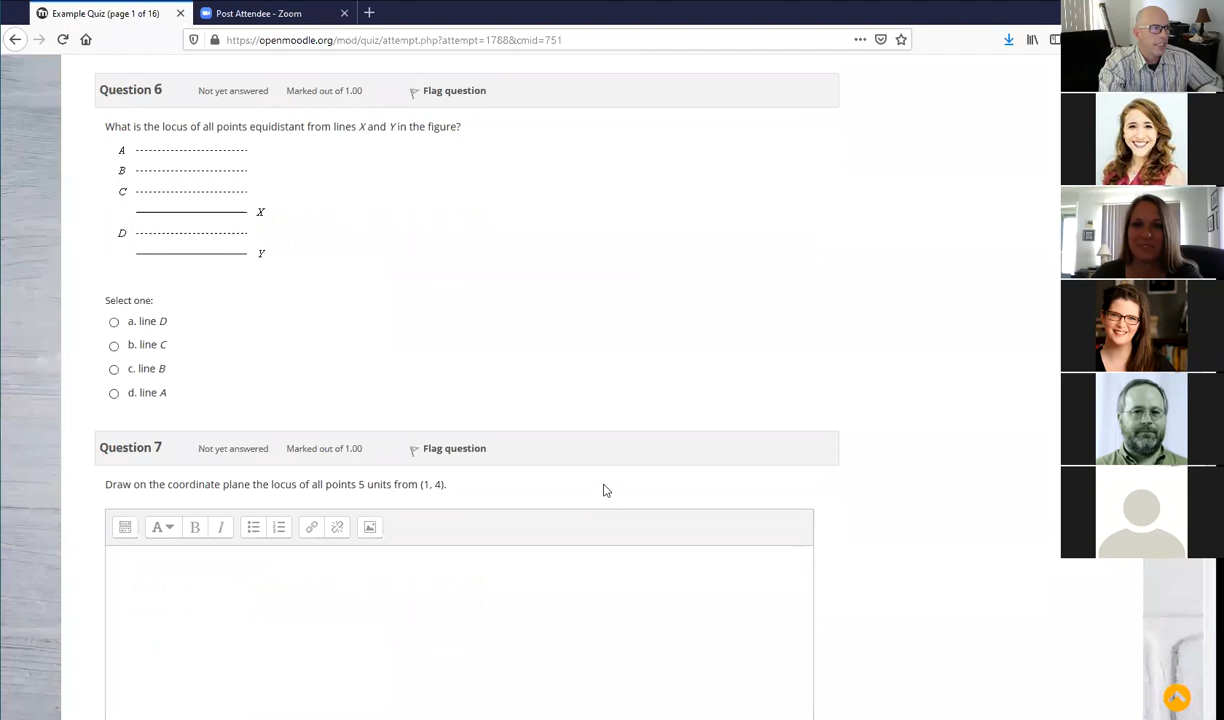 Example Quiz (page 1 of 16)
Post Attendee - Zoom
https://openmoodle.org/mod/quiz/attempt.php?attempt=1788&cmid=751
Question 6 Not yet answered Marked out of 1.00 Flag question
What is the locus of all points equidistant from lines X and Y in the figure?
A
B
C
X
D
Y
Select one:
a. line D
b. line C
c. line B
d. line A
Question 7 Not yet answered Marked out of 1.00 Flag question
Draw on the coordinate plane the locus of all points 5 units from (1, 4).
A B I